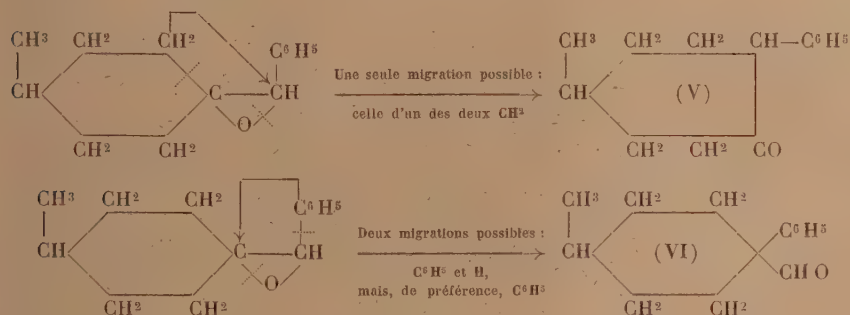 CH³ CH² CH² C⁶H⁵
CH C CH
O
CH² CH²
Une seule migration possible :
celle d'un des deux CH²
CH³ CH² CH² CH—C⁶H⁵
CH (V)
CH² CH² CO
CH³ CH² CH² C⁶H⁵
CH C CH
O
CH² CH²
Deux migrations possibles :
C⁶H⁵ et H,
mais, de préférence, C⁶H⁵
CH³ CH² CH²
C⁶H⁵
CH (VI)
CHO
CH² CH²